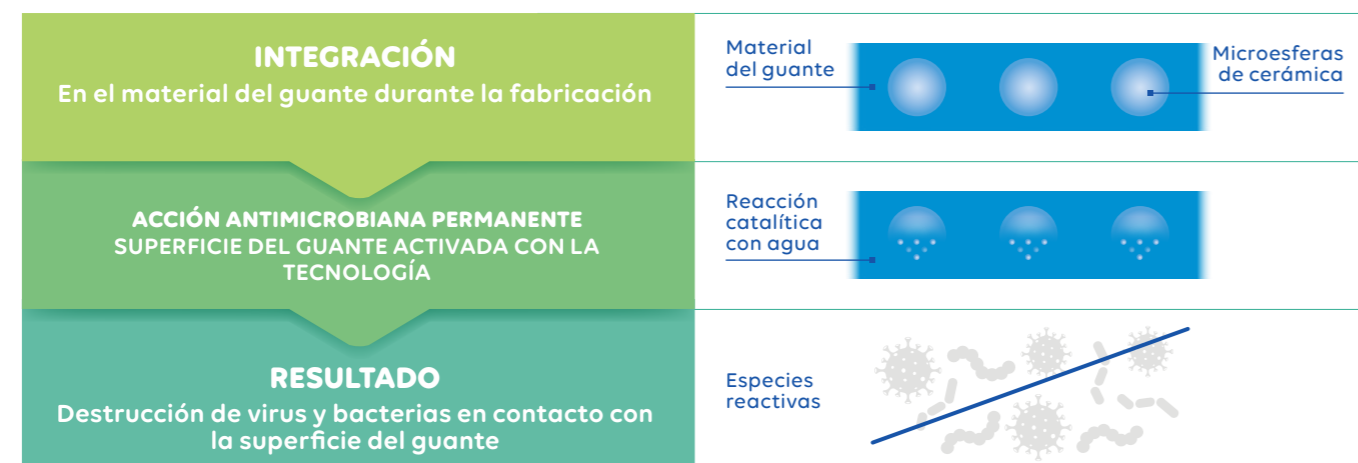 INTEGRACIÓN
En el material del guante durante la fabricación
Material
del guante
Microesferas
de cerámica
ACCIÓN ANTIMICROBIANA PERMANENTE
SUPERFICIE DEL GUANTE ACTIVADA CON LA
TECNOLOGÍA
Reacción
catalítica
con agua
RESULTADO
Destrucción de virus y bacterias en contacto con
la superficie del guante
Especies
reactivas